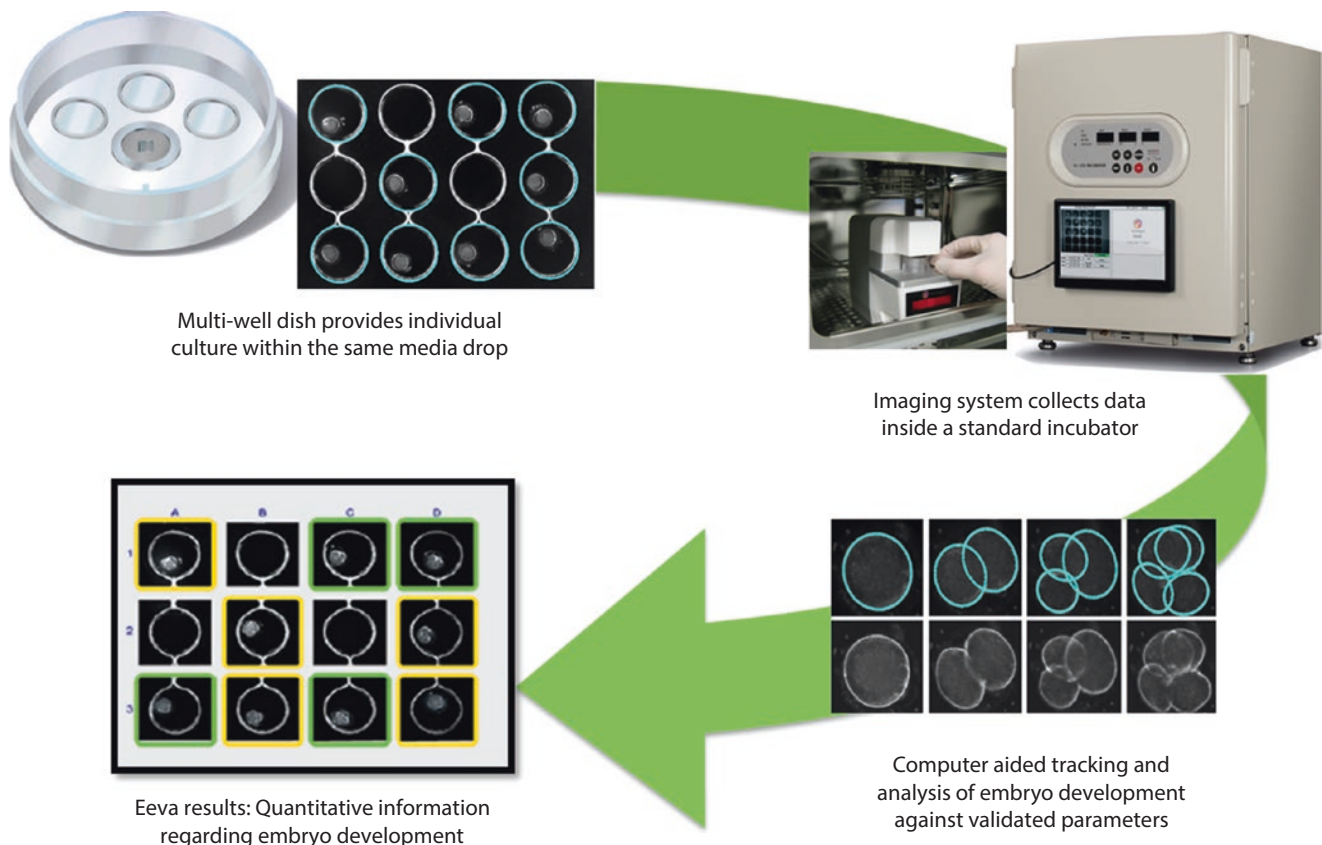 Multi-well dish provides individual
culture within the same media drop
Imaging system collects data
inside a standard incubator
Computer aided tracking and
analysis of embryo development
against validated parameters
A B C D
1
2
3
Eeva results: Quantitative information
regarding embryo development